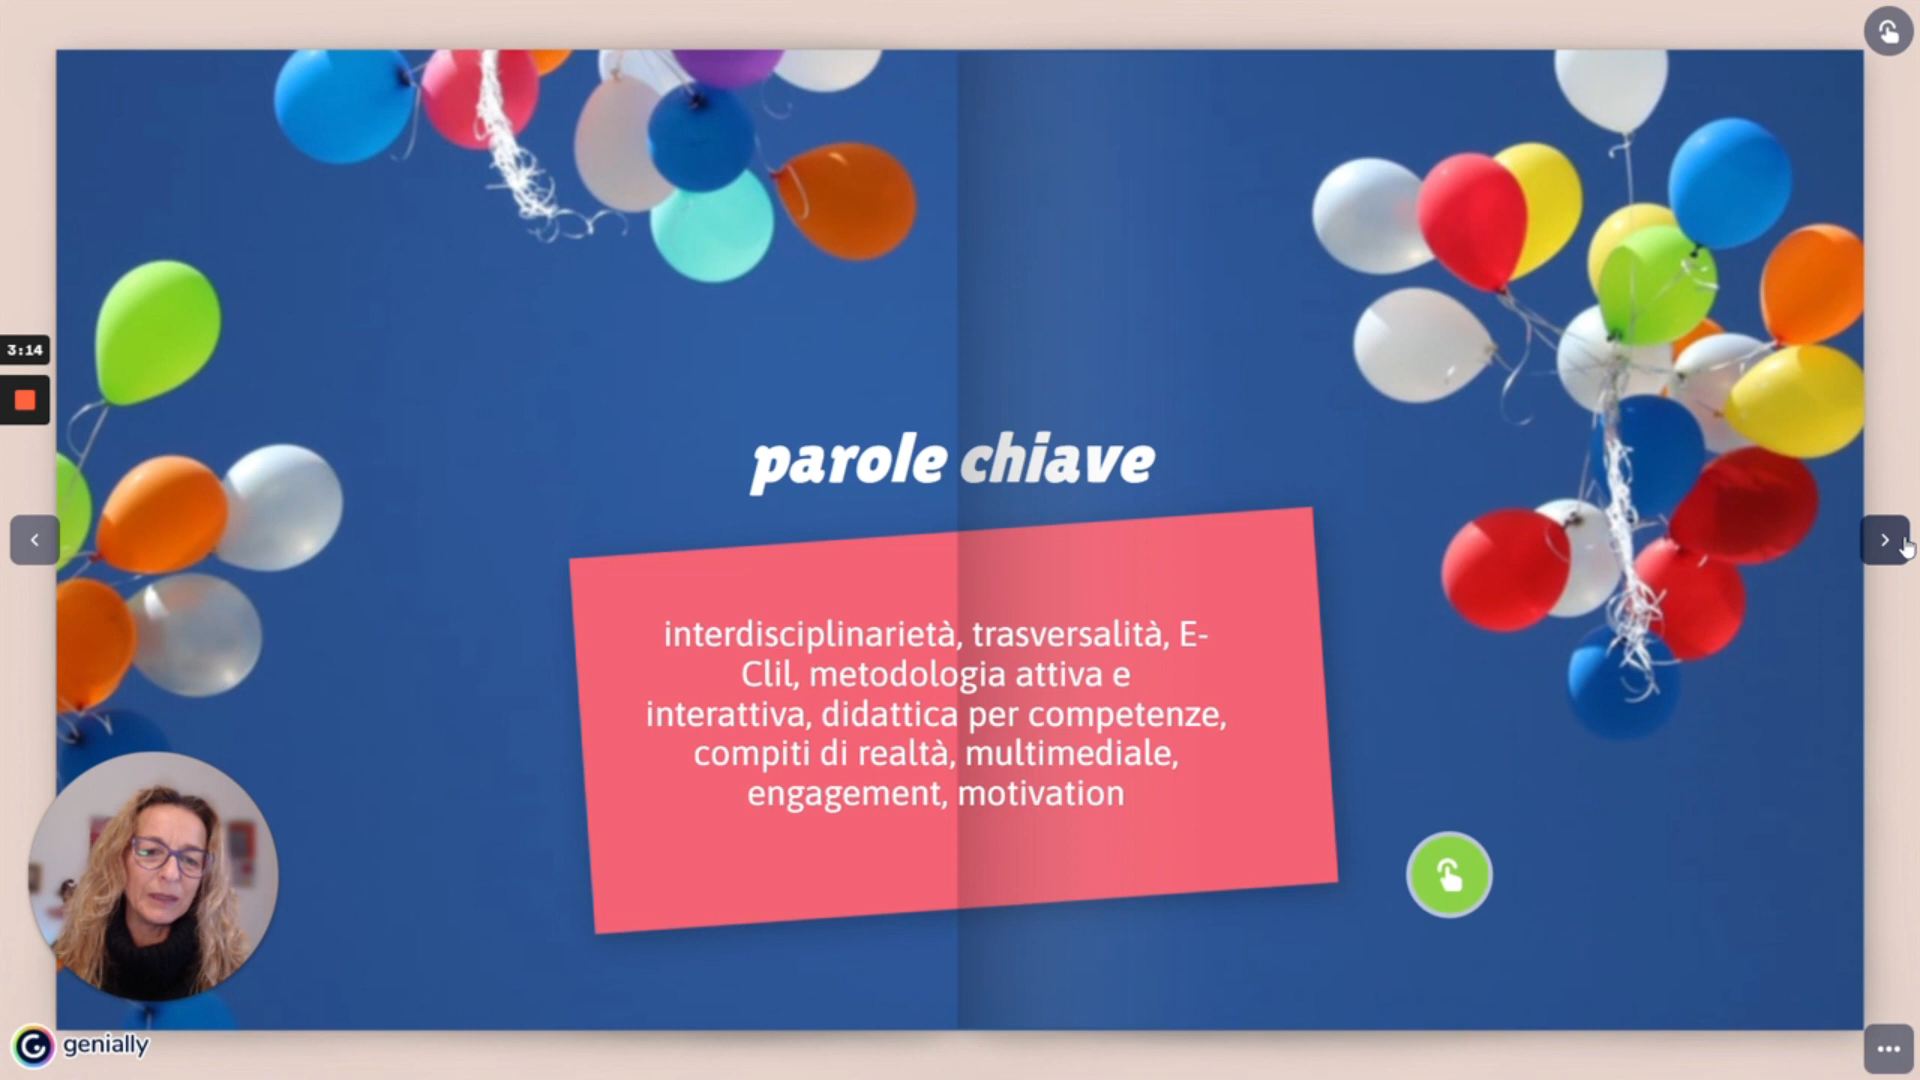 3:14
parole chiave
interdisciplinarietà, trasversalità, E-
Clil, metodologia attiva e
interattiva, didattica per competenze,
compiti di realtà, multimediale,
engagement, motivation
genially